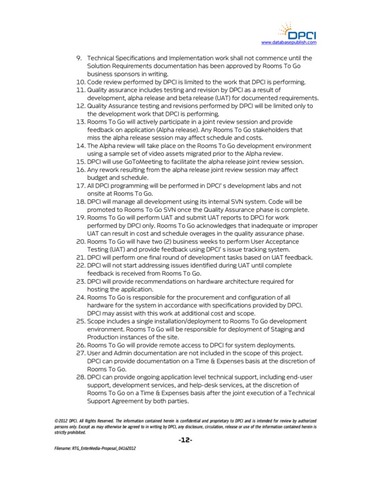 DPCI
www.databasepublish.com
9. Technical Specifications and Implementation work shall not commence until the
Solution Requirements documentation has been approved by Rooms To Go
business sponsors in writing.
10. Code review performed by DPCI is limited to the work that DPCI is performing.
11. Quality assurance includes testing and revision by DPCI as a result of
development, alpha release and beta release (UAT) for documented requirements.
12. Quality Assurance testing and revisions performed by DPCI will be limited only to
the development work that DPCI is performing.
13. Rooms To Go will actively participate in a joint review session and provide
feedback on application (Alpha release). Any Rooms To Go stakeholders that
miss the alpha release session may affect schedule and costs.
14. The Alpha review will take place on the Rooms To Go development environment
using a sample set of video assets migrated prior to the Alpha review.
15. DPCI will use GoToMeeting to facilitate the alpha release joint review session.
16. Any rework resulting from the alpha release joint review session may affect
budget and schedule.
17. All DPCI programming will be performed in DPCI's development labs and not
onsite at Rooms To Go.
18. DPCI will manage all development using its internal SVN system. Code will be
promoted to Rooms To Go SVN once the Quality Assurance phase is complete.
19. Rooms To Go will perform UAT and submit UAT reports to DPCI for work
performed by DPCI only. Rooms To Go acknowledges that inadequate or improper
UAT can result in cost and schedule overages in the quality assurance phase.
20. Rooms To Go will have two (2) business weeks to perform User Acceptance
Testing (UAT) and provide feedback using DPCI's issue tracking system.
21. DPCI will perform one final round of development tasks based on UAT feedback.
22. DPCI will not start addressing issues identified during UAT until complete
feedback is received from Rooms To Go.
23. DPCI will provide recommendations on hardware architecture required for
hosting the application.
24. Rooms To Go is responsible for the procurement and configuration of all
hardware for the system in accordance with specifications provided by DPCI.
DPCI may assist with this work at additional cost and scope.
25. Scope includes a single installation/deployment to Rooms To Go development
environment. Rooms To Go will be responsible for deployment of Staging and
Production instances of the site.
26. Rooms To Go will provide remote access to DPCI for system deployments.
27. User and Admin documentation are not included in the scope of this project.
DPCI can provide documentation on a Time & Expenses basis at the discretion of
Rooms To Go.
28. DPCI can provide ongoing application level technical support, including end-user
support, development services, and help-desk services, at the discretion of
Rooms To Go on a Time & Expenses basis after the joint execution of a Technical
Support Agreement by both parties.
©2012 DPCI. All Rights Reserved. The information contained herein is confidential and proprietary to DPCI and is intended for review by authorized
persons only. Except as may otherwise be agreed to in writing by DPCI, any disclosure, circulation, release or use of the information contained herein is
strictly prohibited.
-12-
Filename: RTG_EnterMedia-Proposal_04162012